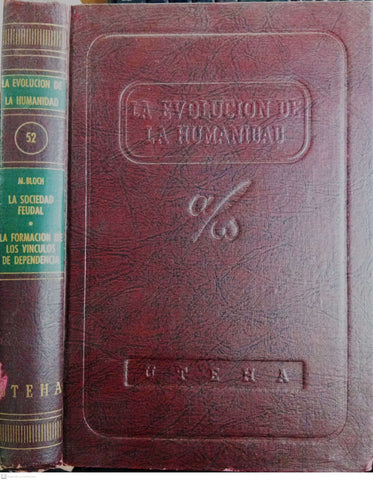 LA EVOLUCION DE
LA HUMANIDAD
52
M. BLOCH
LA SOCIEDAD
FEUDAL
LA FORMACION DE
LOS VINCULOS
DE DEPENDENCIA
UTEHA
LA EVOLUCION DE
LA HUMANIDAD
a/s
UTEHA